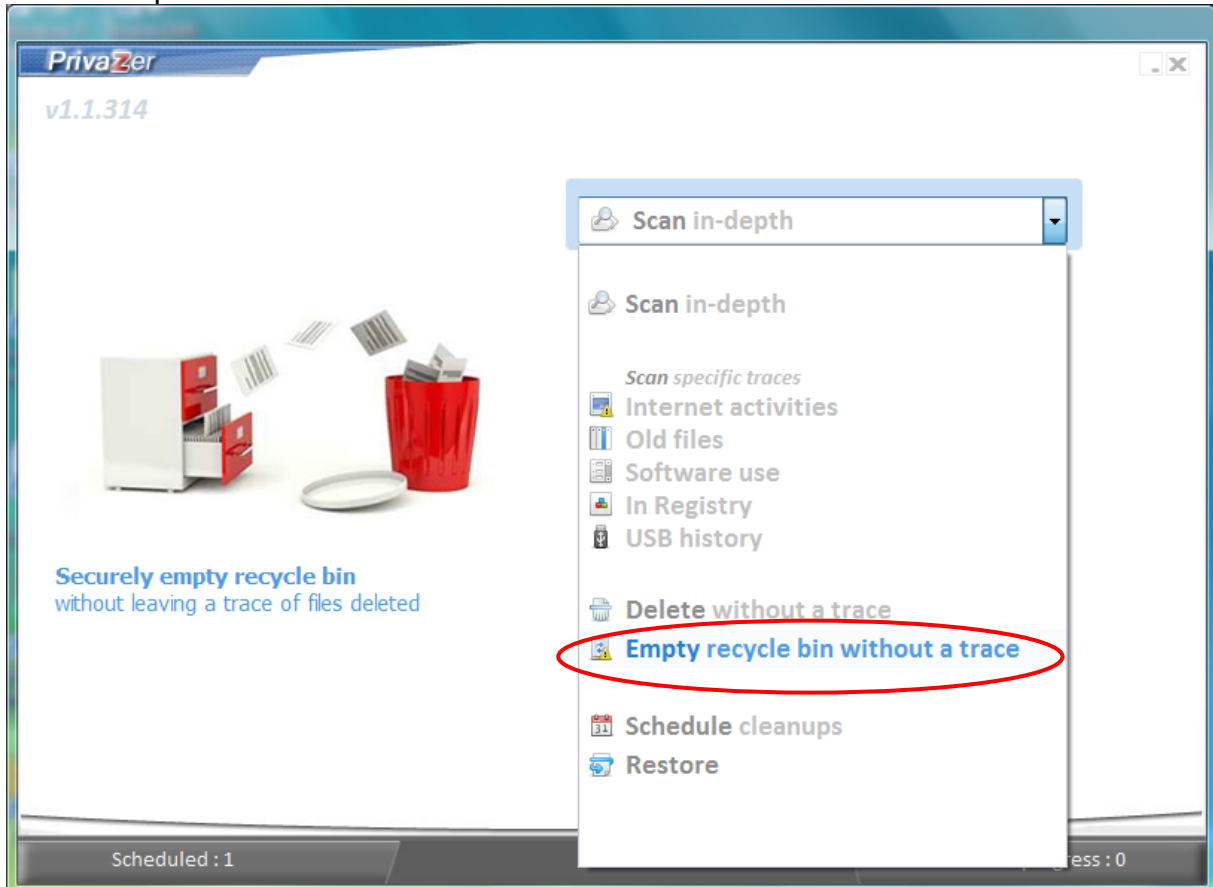 PrivaZer
v1.1.314
Scan in-depth
Scan in-depth
Scan specific traces
Internet activities
Old files
Software use
In Registry
USB history
Securely empty recycle bin
without leaving a trace of files deleted
Delete without a trace
Empty recycle bin without a trace
31
Schedule cleanups
Restore
Scheduled : 1
ress : 0